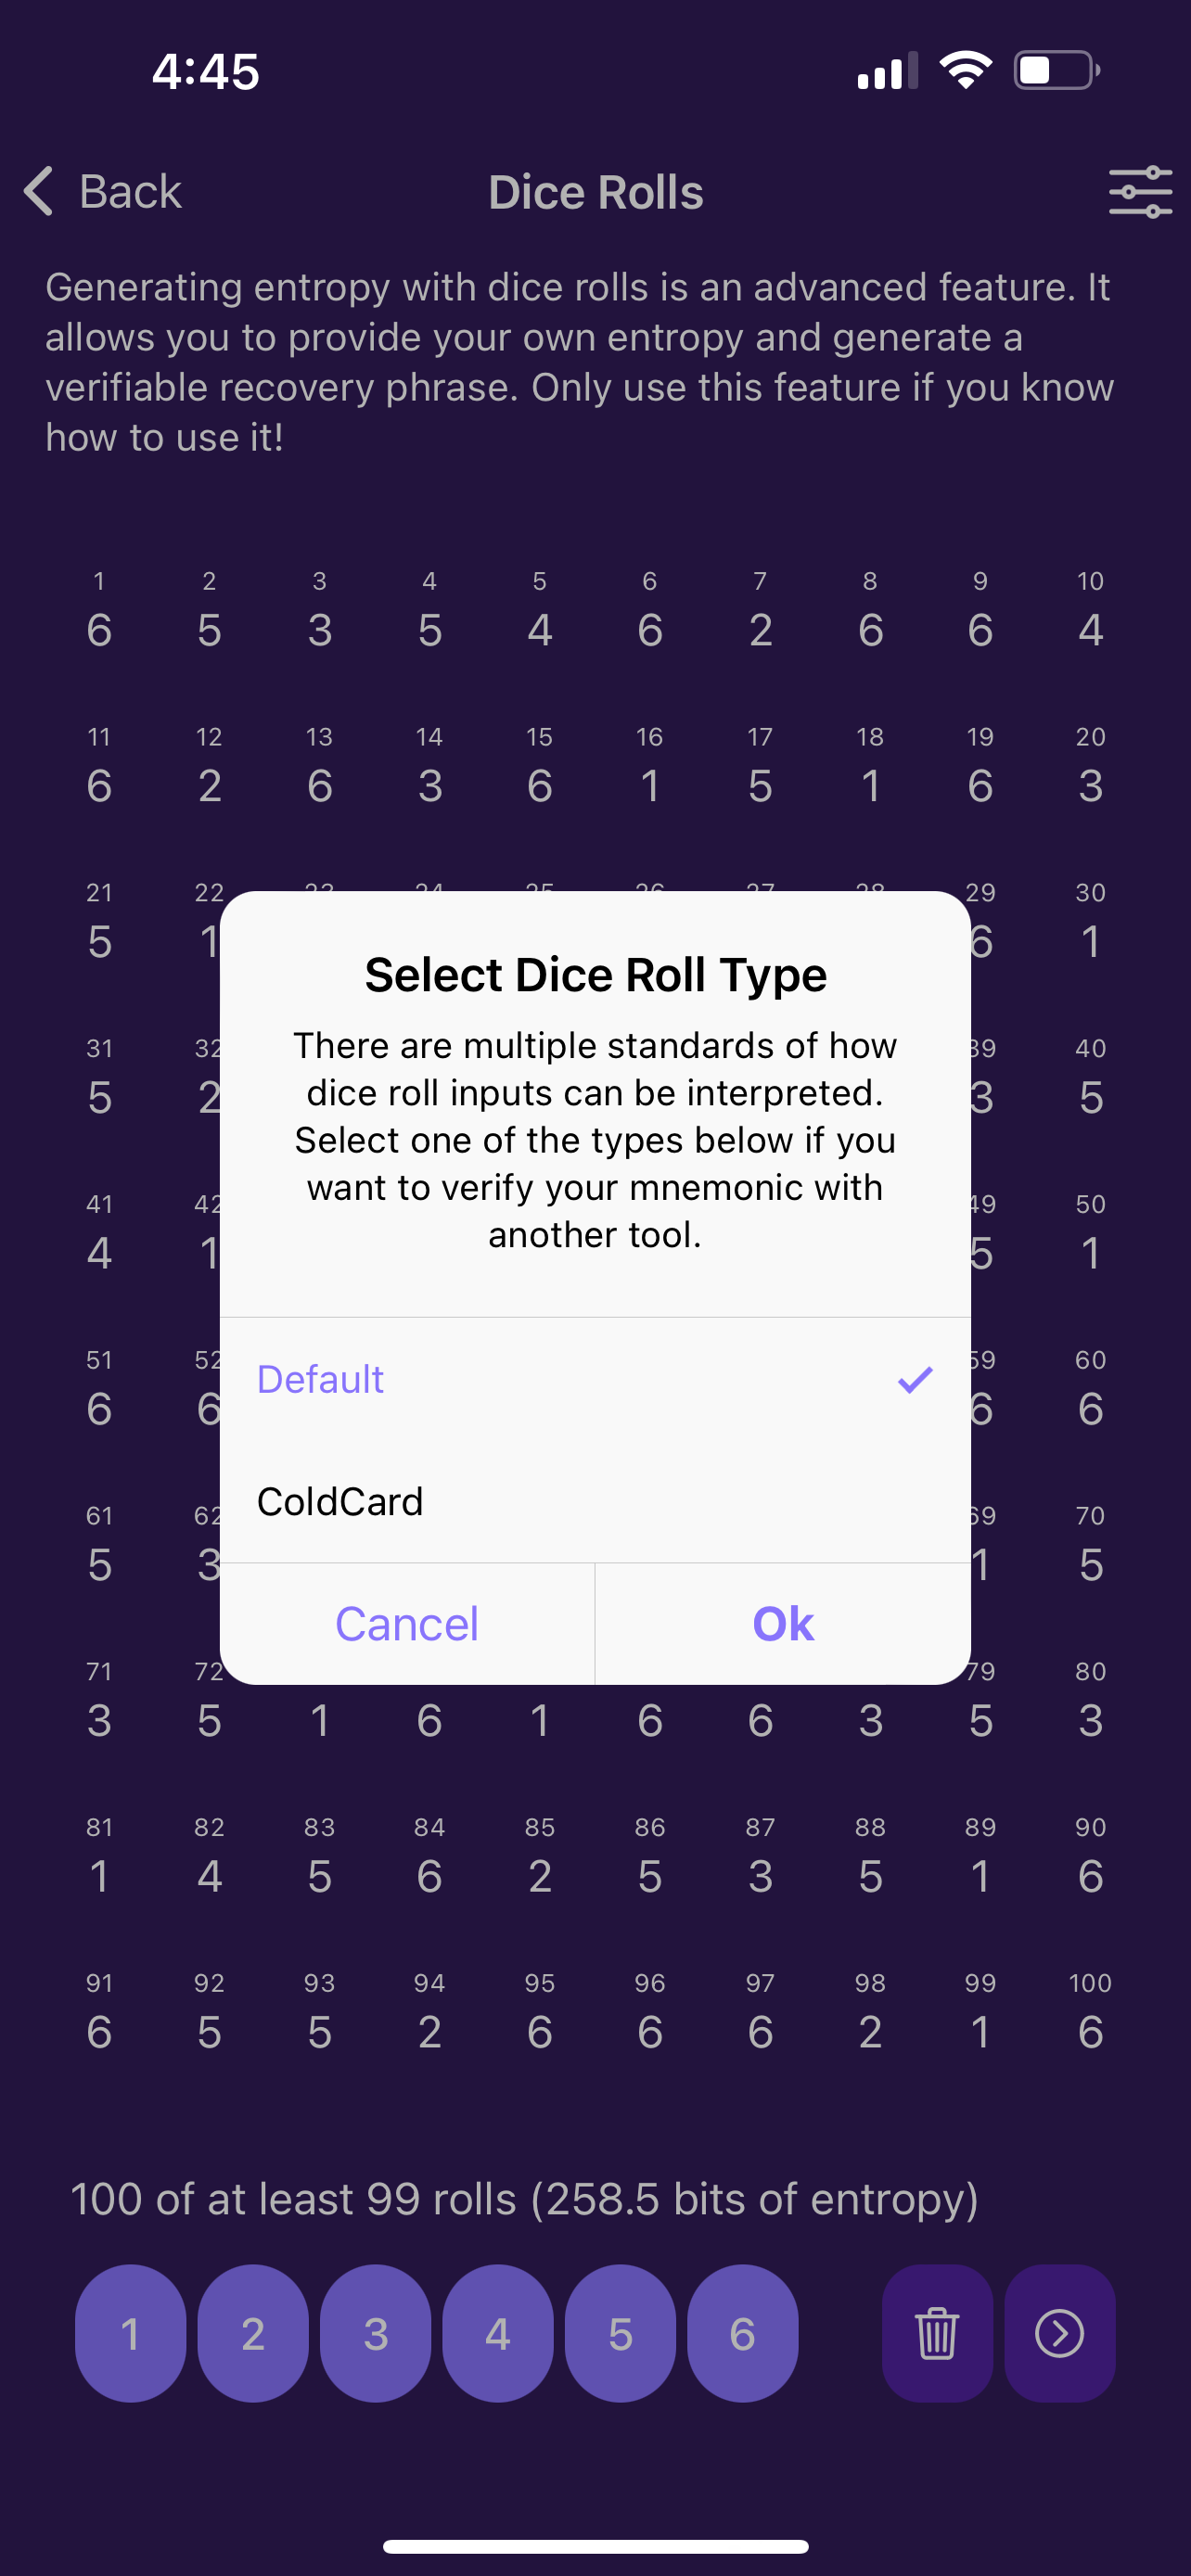 4:45
Back
Dice Rolls
Generating entropy with dice rolls is an advanced feature. It
allows you to provide your own entropy and generate a
verifiable recovery phrase. Only use this feature if you know
how to use it!
1 2 3 4 5 6 7 8 9 10
6 5 3 5 4 6 2 6 6 4
11 12 13 14 15 16 17 18 19 20
6 2 6 3 6 1 5 1 6 3
21 22 23 24 25 26 27 28 29 30
5 1 6 1
31 32 39 40
5 2 3 5
41 42 49 50
4 1 5 1
51 52 59 60
6 6 6 6
61 62 69 70
5 3 1 5
Select Dice Roll Type
There are multiple standards of how
dice roll inputs can be interpreted.
Select one of the types below if you
want to verify your mnemonic with
another tool.
Default
ColdCard
Cancel
Ok
71 72 79 80
3 5 1 6 1 6 6 3 5 3
81 82 83 84 85 86 87 88 89 90
1 4 5 6 2 5 3 5 1 6
91 92 93 94 95 96 97 98 99 100
6 5 5 2 6 6 6 2 1 6
100 of at least 99 rolls (258.5 bits of entropy)
1 2 3 4 5 6